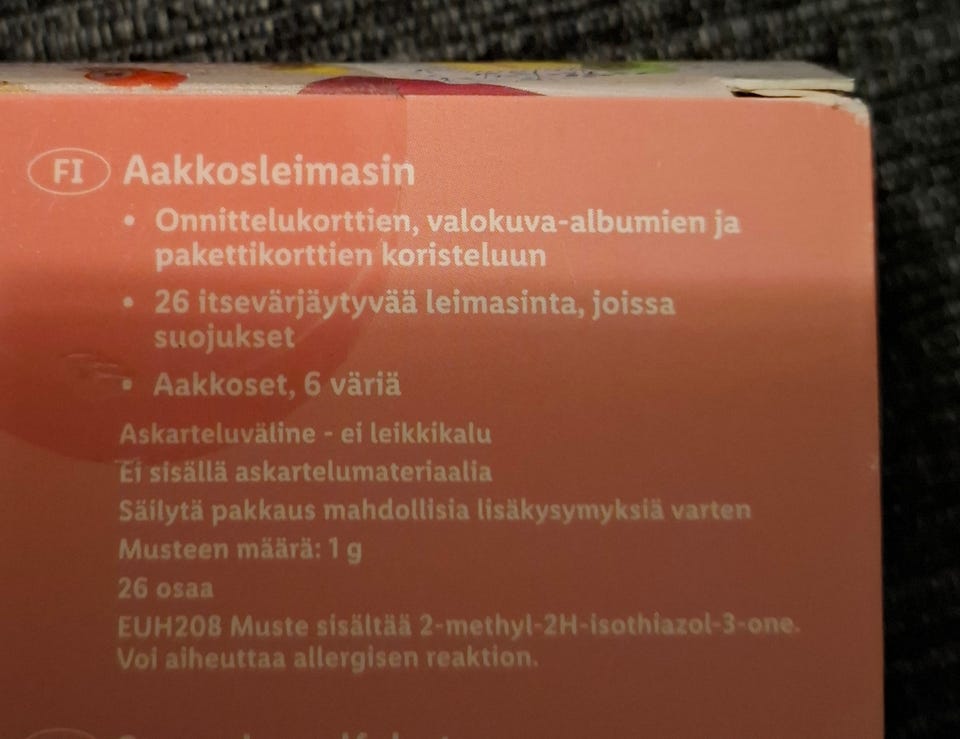 FI Aakkosleimasin
• Onnittelukorttien, valokuva-albumien ja
pakettikorttien koristeluun
• 26 itsevärjäytyvää leimasinta, joissa
suojukset
• Aakkoset, 6 väriä
Askarteluväline - ei leikkikalu
Ei sisällä askartelumateriaalia
Säilytä pakkaus mahdollisia lisäkysymyksiä varten
Musteen määrä: 1 g
26 osaa
EUH208 Muste sisältää 2-methyl-2H-isothiazol-3-one.
Voi aiheuttaa allergisen reaktion.